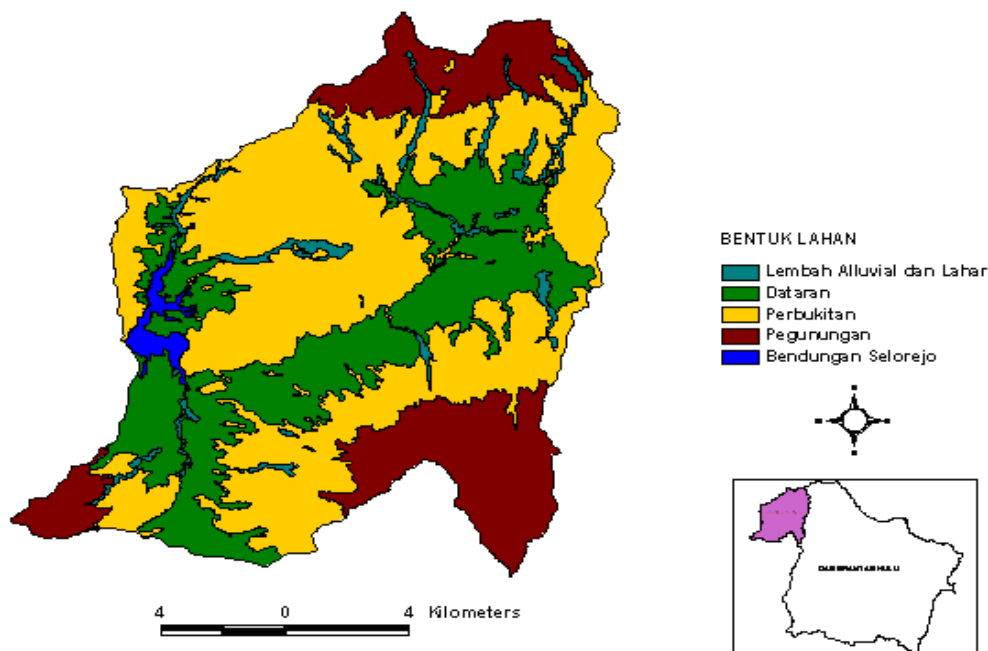 BENTUK LAHAN
Lembah Alluvial dan Lahar
Dataran
Perbukitan
Pegunungan
Bendungan Selorejo
4 0 4 Kilometers